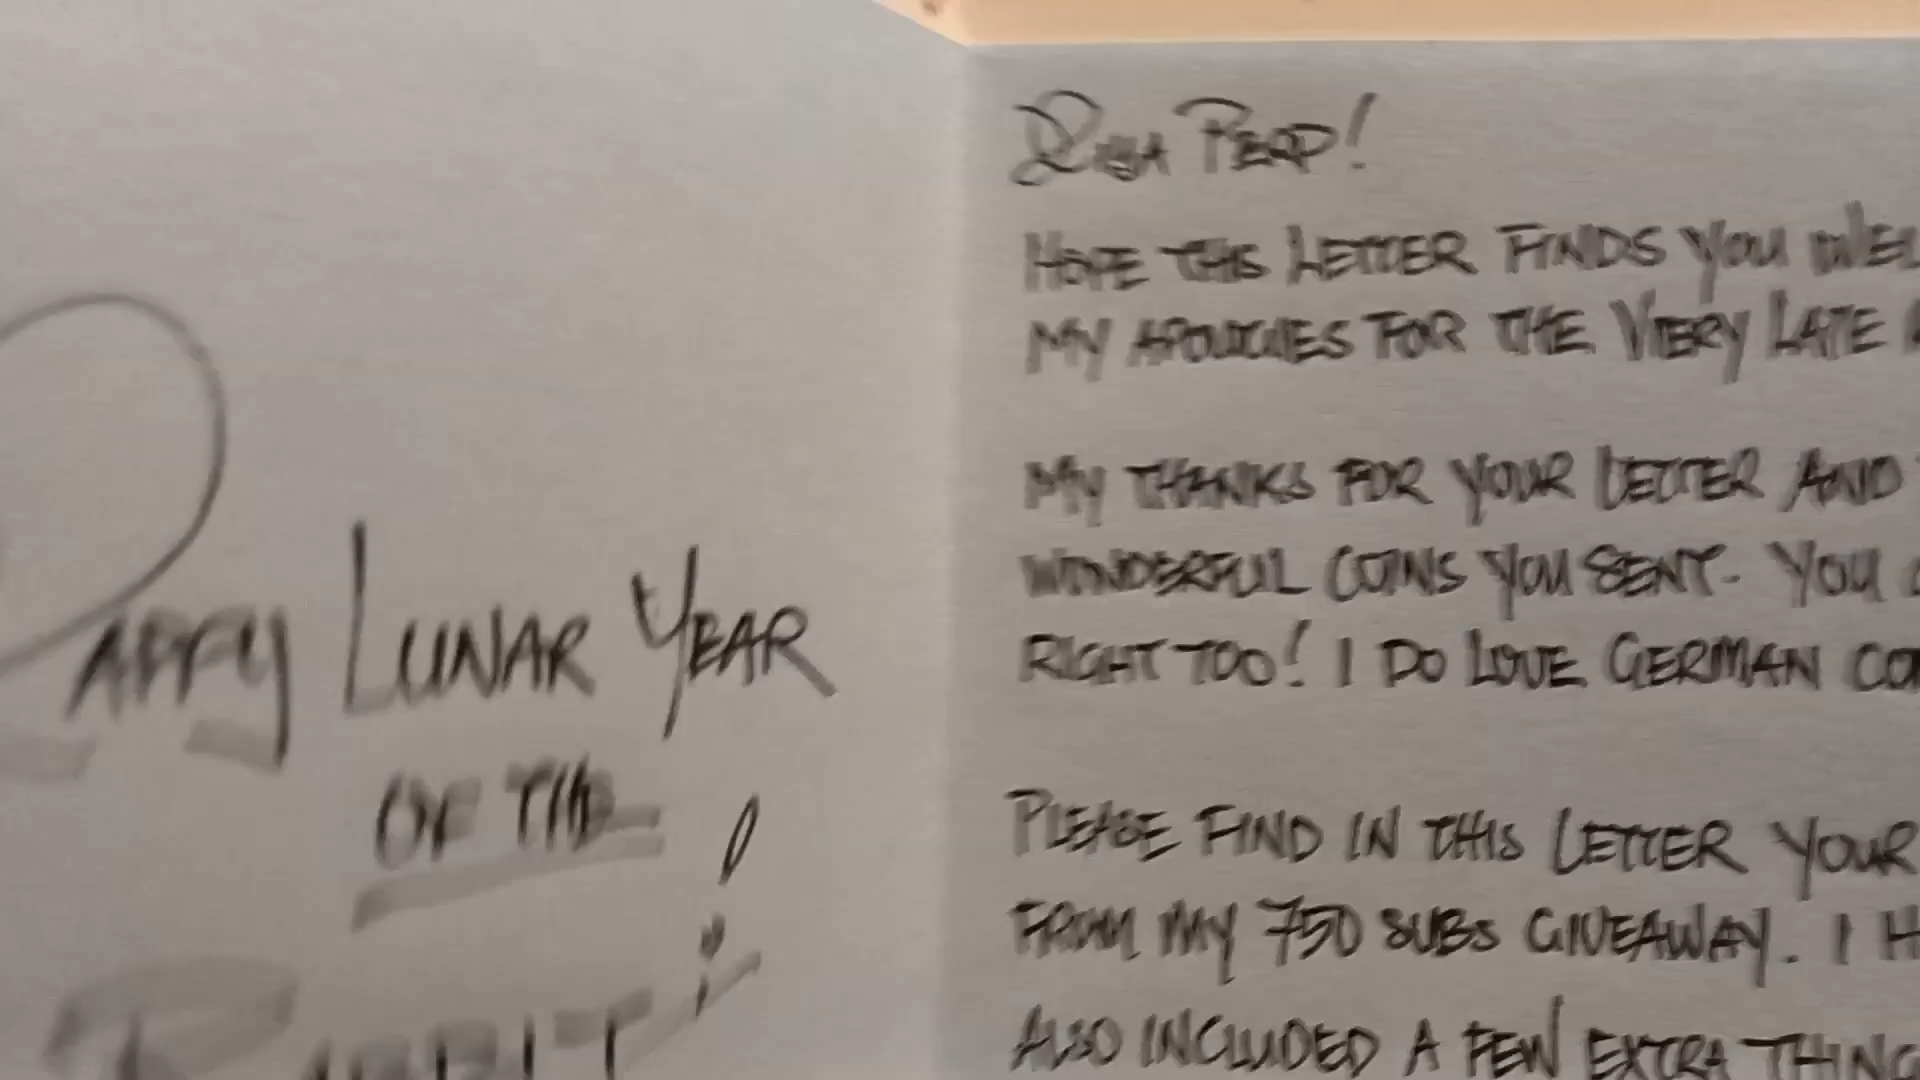 Happy Lunar Year
of the
Rabbit!
Perp!
Hope this letter finds you
My apologies for the very late
My thanks for your letter and
wonderful coins you sent. You
right too! I do love German
Please find in this letter your
from my 750 subs giveaway. I
Also included a few extra